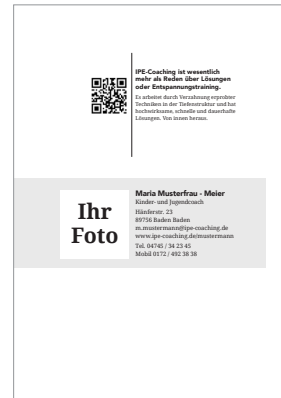 IPE-Coaching ist wesentlich
mehr als Reden über Lösungen
oder Entspannungstraining.
Es arbeitet durch Verzahnung erprobter
Techniken in der Tiefenstruktur und hat
hochwirksame, schnelle und dauerhafte
Lösungen. Von innen heraus.
Ihr
Foto
Maria Musterfrau - Meier
Kinder- und Jugendcoach
Hänferstr. 23
89756 Baden Baden
m.mustermann@ipe-coaching.de
www.ipe-coaching.de/mustermann
Tel. 04745 / 34 23 45
Mobil 0172 / 492 38 38